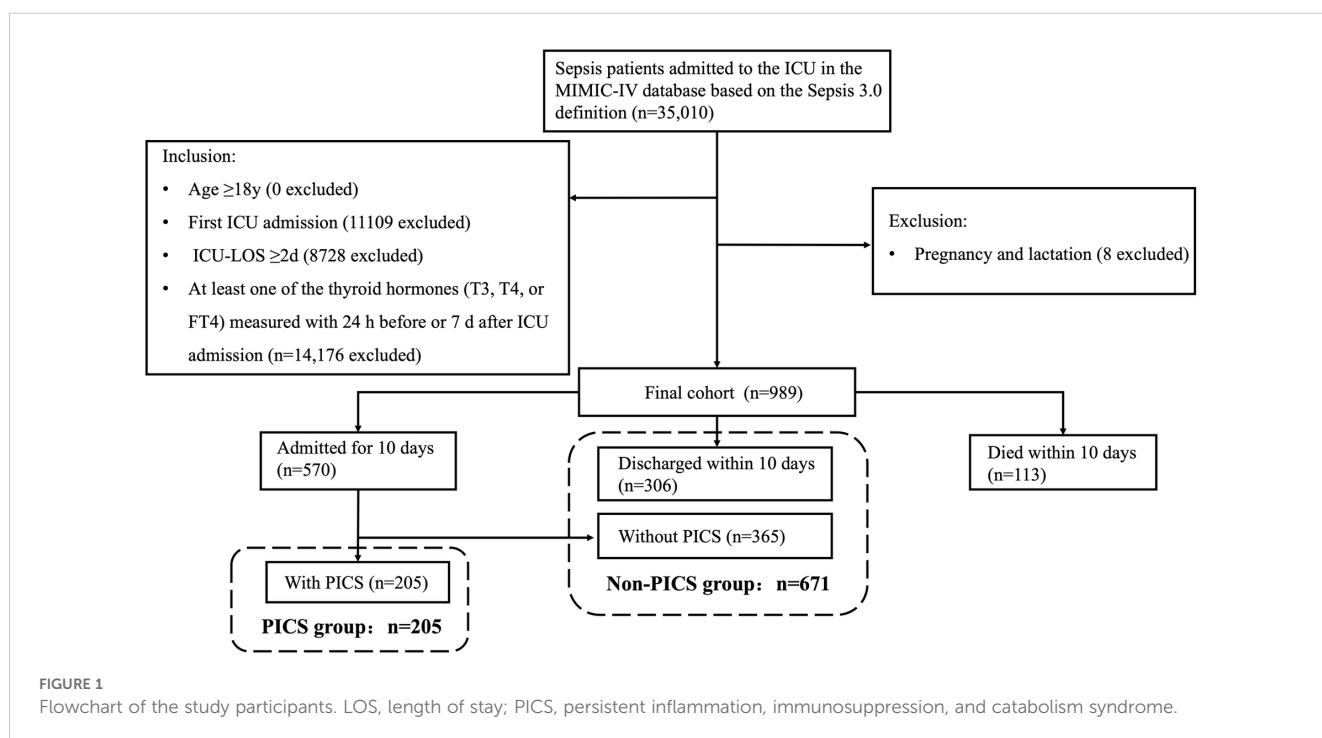 Sepsis patients admitted to the ICU in the
MIMIC-IV database based on the Sepsis 3.0
definition (n=35,010)
Inclusion:
• Age ≥18y (0 excluded)
• First ICU admission (11109 excluded)
• ICU-LOS ≥2d (8728 excluded)
• At least one of the thyroid hormones (T3, T4, or
FT4) measured with 24 h before or 7 d after ICU
admission (n=14,176 excluded)
Exclusion:
• Pregnancy and lactation (8 excluded)
Final cohort (n=989)
Admitted for 10 days
(n=570)
Discharged within 10 days
(n=306)
Died within 10 days
(n=113)
Without PICS (n=365)
Non-PICS group：n=671
With PICS (n=205)
PICS group：n=205
FIGURE 1
Flowchart of the study participants. LOS, length of stay; PICS, persistent inflammation, immunosuppression, and catabolism syndrome.